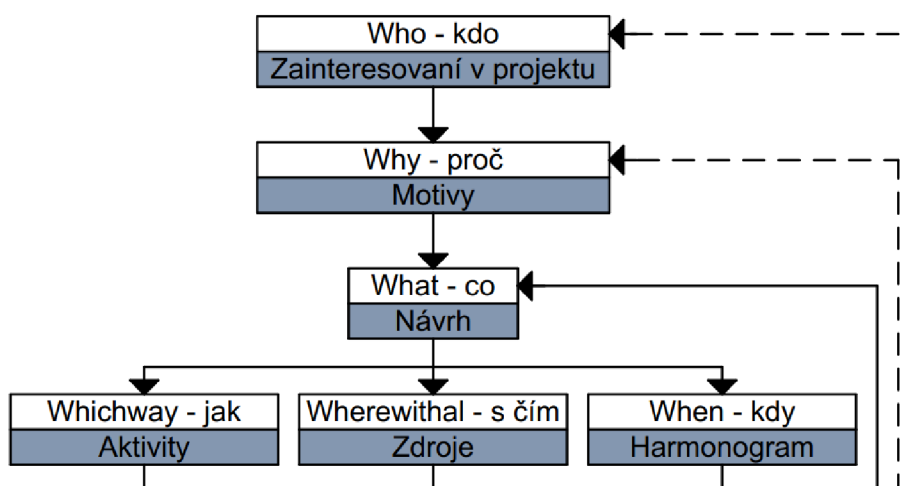 Who - kdo
Zainteresovaní v projektu
Why - proč
Motivy
What - co
Návrh
Whichway - jak
Aktivity
Wherewithal - s čím
Zdroje
When - kdy
Harmonogram